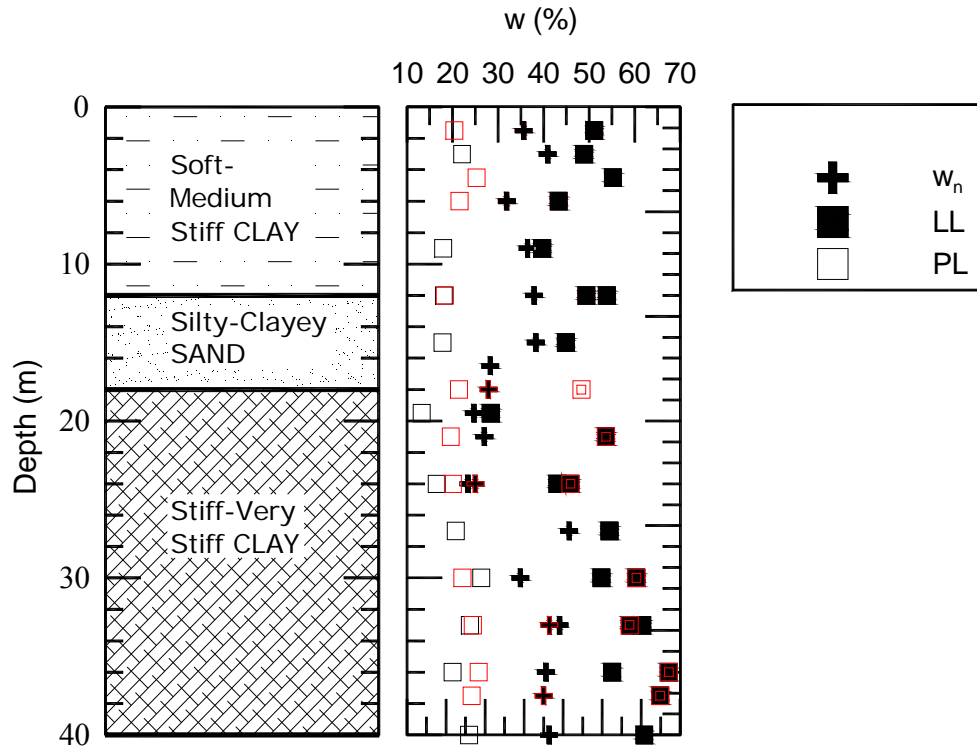 w (%)
10 20 30 40 50 60 70
0
Soft-
Medium
Stiff CLAY
10
Silty-Clayey
SAND
Depth (m)
20
Stiff-Very
Stiff CLAY
30
40
wn
LL
PL